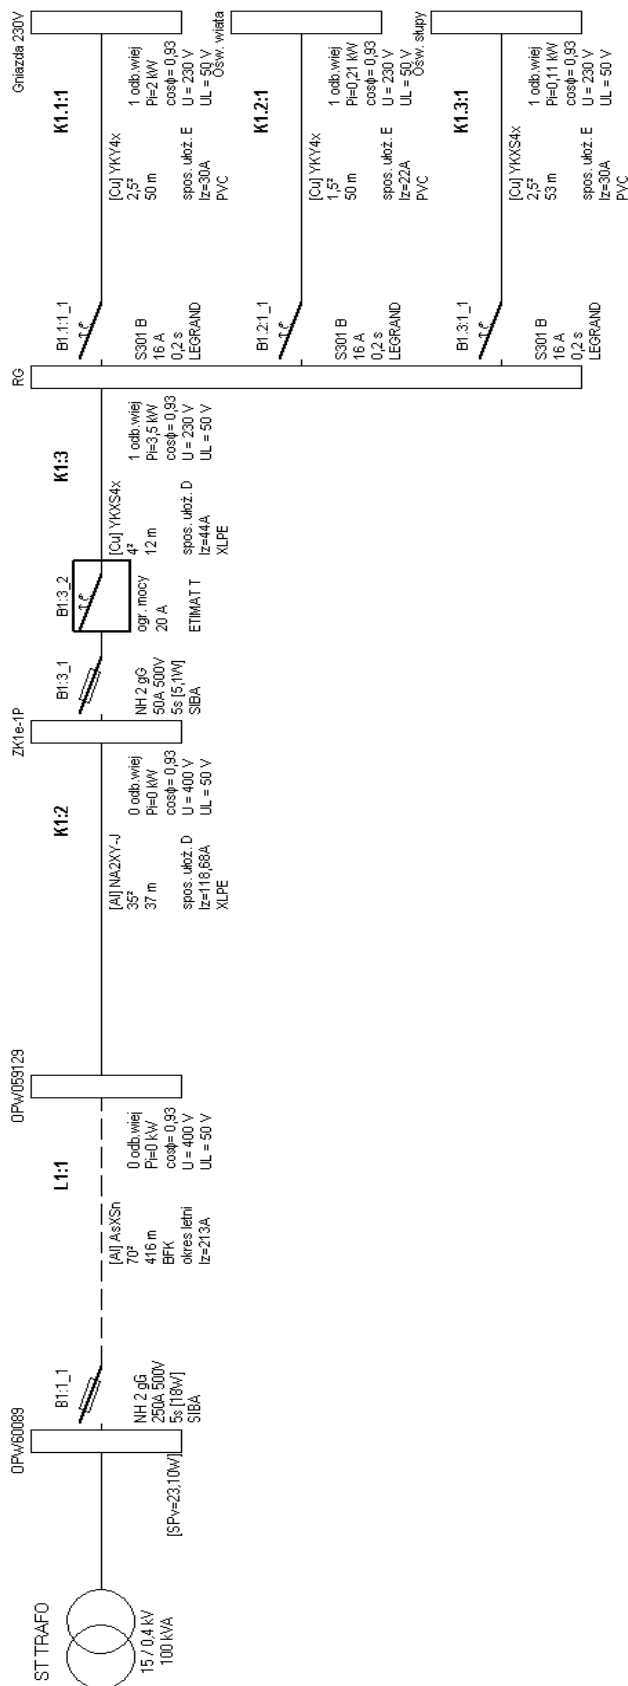 Gniazda 230V
K1.1:1
1 odb.wiej
Pi=2 kW
cosϕ= 0,93
U = 230 V
UL = 50 V
[Cu] YKY4x
2,5²
50 m
spos. ułoż. E
Iz=30A
PVC
B1.1:1_1
S301 B
16 A
0,2 s
LEGRAND
Ośw. wiata
K1.2:1
1 odb.wiej
Pi=0,21 kW
cosϕ= 0,93
U = 230 V
UL = 50 V
[Cu] YKY4x
1,5²
50 m
spos. ułoż. E
Iz=22A
PVC
B1.2:1_1
S301 B
16 A
0,2 s
LEGRAND
Ośw. słupy
K1.3:1
1 odb.wiej
Pi=0,11 kW
cosϕ= 0,93
U = 230 V
UL = 50 V
[Cu] YKXS4x
2,5²
53 m
spos. ułoż. E
Iz=30A
PVC
B1.3:1_1
S301 B
16 A
0,2 s
LEGRAND
RG
K1:3
1 odb.wiej
Pi=3,5 kW
cosϕ= 0,93
U = 230 V
UL = 50 V
[Cu] YKXS4x
4²
12 m
spos. ułoż. D
Iz=44A
XLPE
B1:3_2
ogr. mocy
20 A
ETIMAT T
B1:3_1
NH 2 gG
50A 500V
5s [5,1W]
SIBA
ZK1e-1P
K1:2
0 odb.wiej
Pi=0 kW
cosϕ= 0,93
U = 400 V
UL = 50 V
[Al] NA2XY-J
35²
37 m
spos. ułoż. D
Iz=118,68A
XLPE
OPW059129
L1:1
0 odb.wiej
Pi=0 kW
cosϕ= 0,93
U = 400 V
UL = 50 V
[Al] AsXSn
70²
416 m
BFK
okres letni
Iz=213A
B1:1_1
NH 2 gG
250A 500V
5s [18W]
SIBA
OPW60089
[SPv=23,10W]
ST TRAFO
15 / 0,4 kV
100 kVA